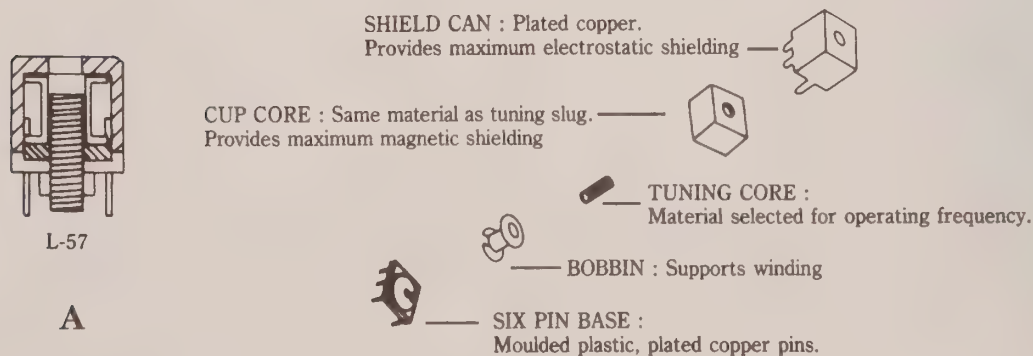 SHIELD CAN : Plated copper.
Provides maximum electrostatic shielding
CUP CORE : Same material as tuning slug.
Provides maximum magnetic shielding
TUNING CORE :
Material selected for operating frequency.
L-57
BOBBIN : Supports winding
A
SIX PIN BASE :
Moulded plastic, plated copper pins.